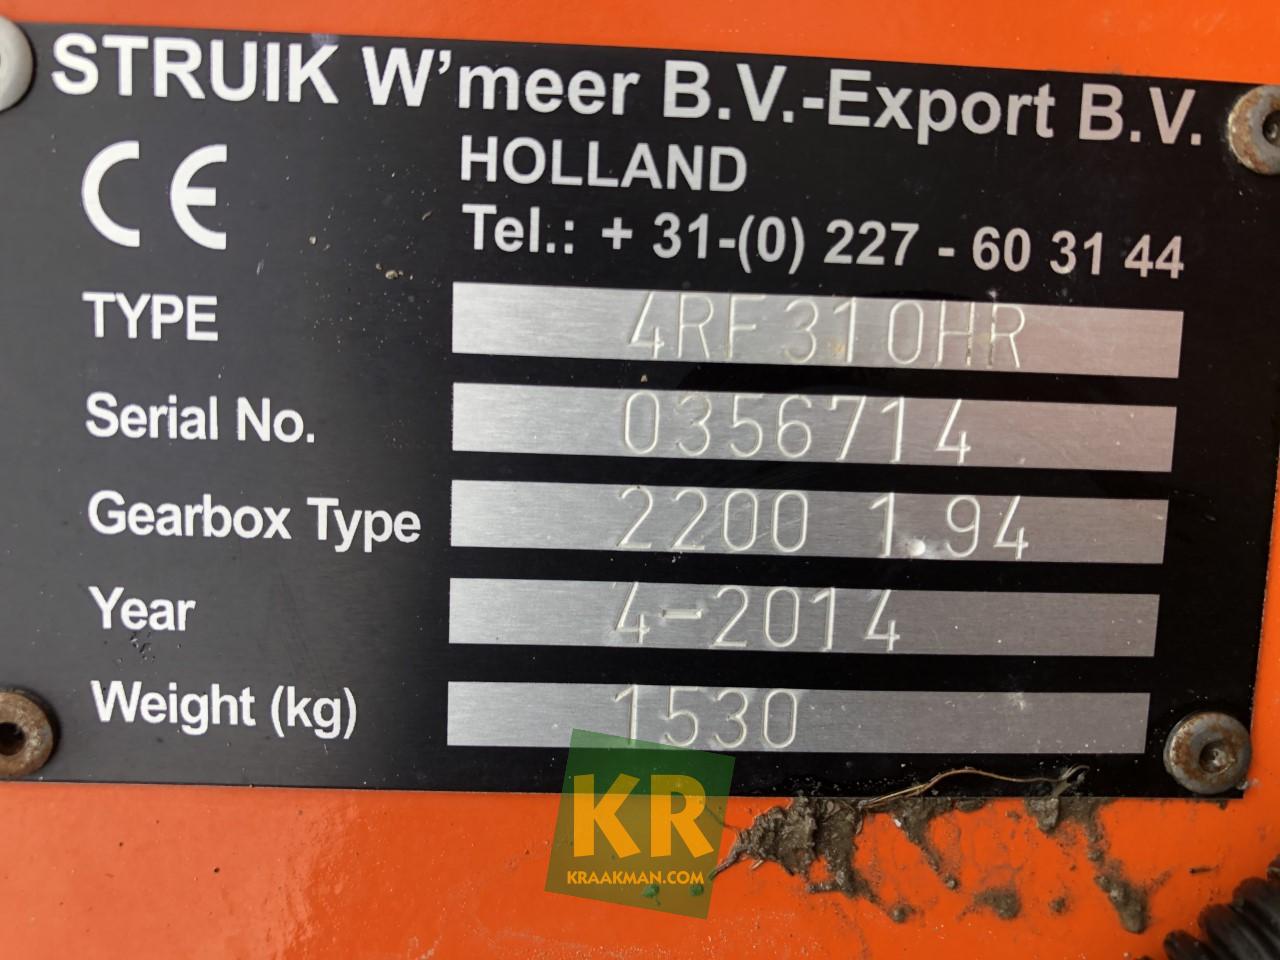 STRUIK W'meer B.V.-Export B.V.
CE
HOLLAND
Tel.: + 31-(0) 227 - 60 31 44
TYPE 4RF310HR
Serial No. 0356714
Gearbox Type 2200 1.94
Year 4-2014
Weight (kg) 1530
KR
KRAAKMAN.COM